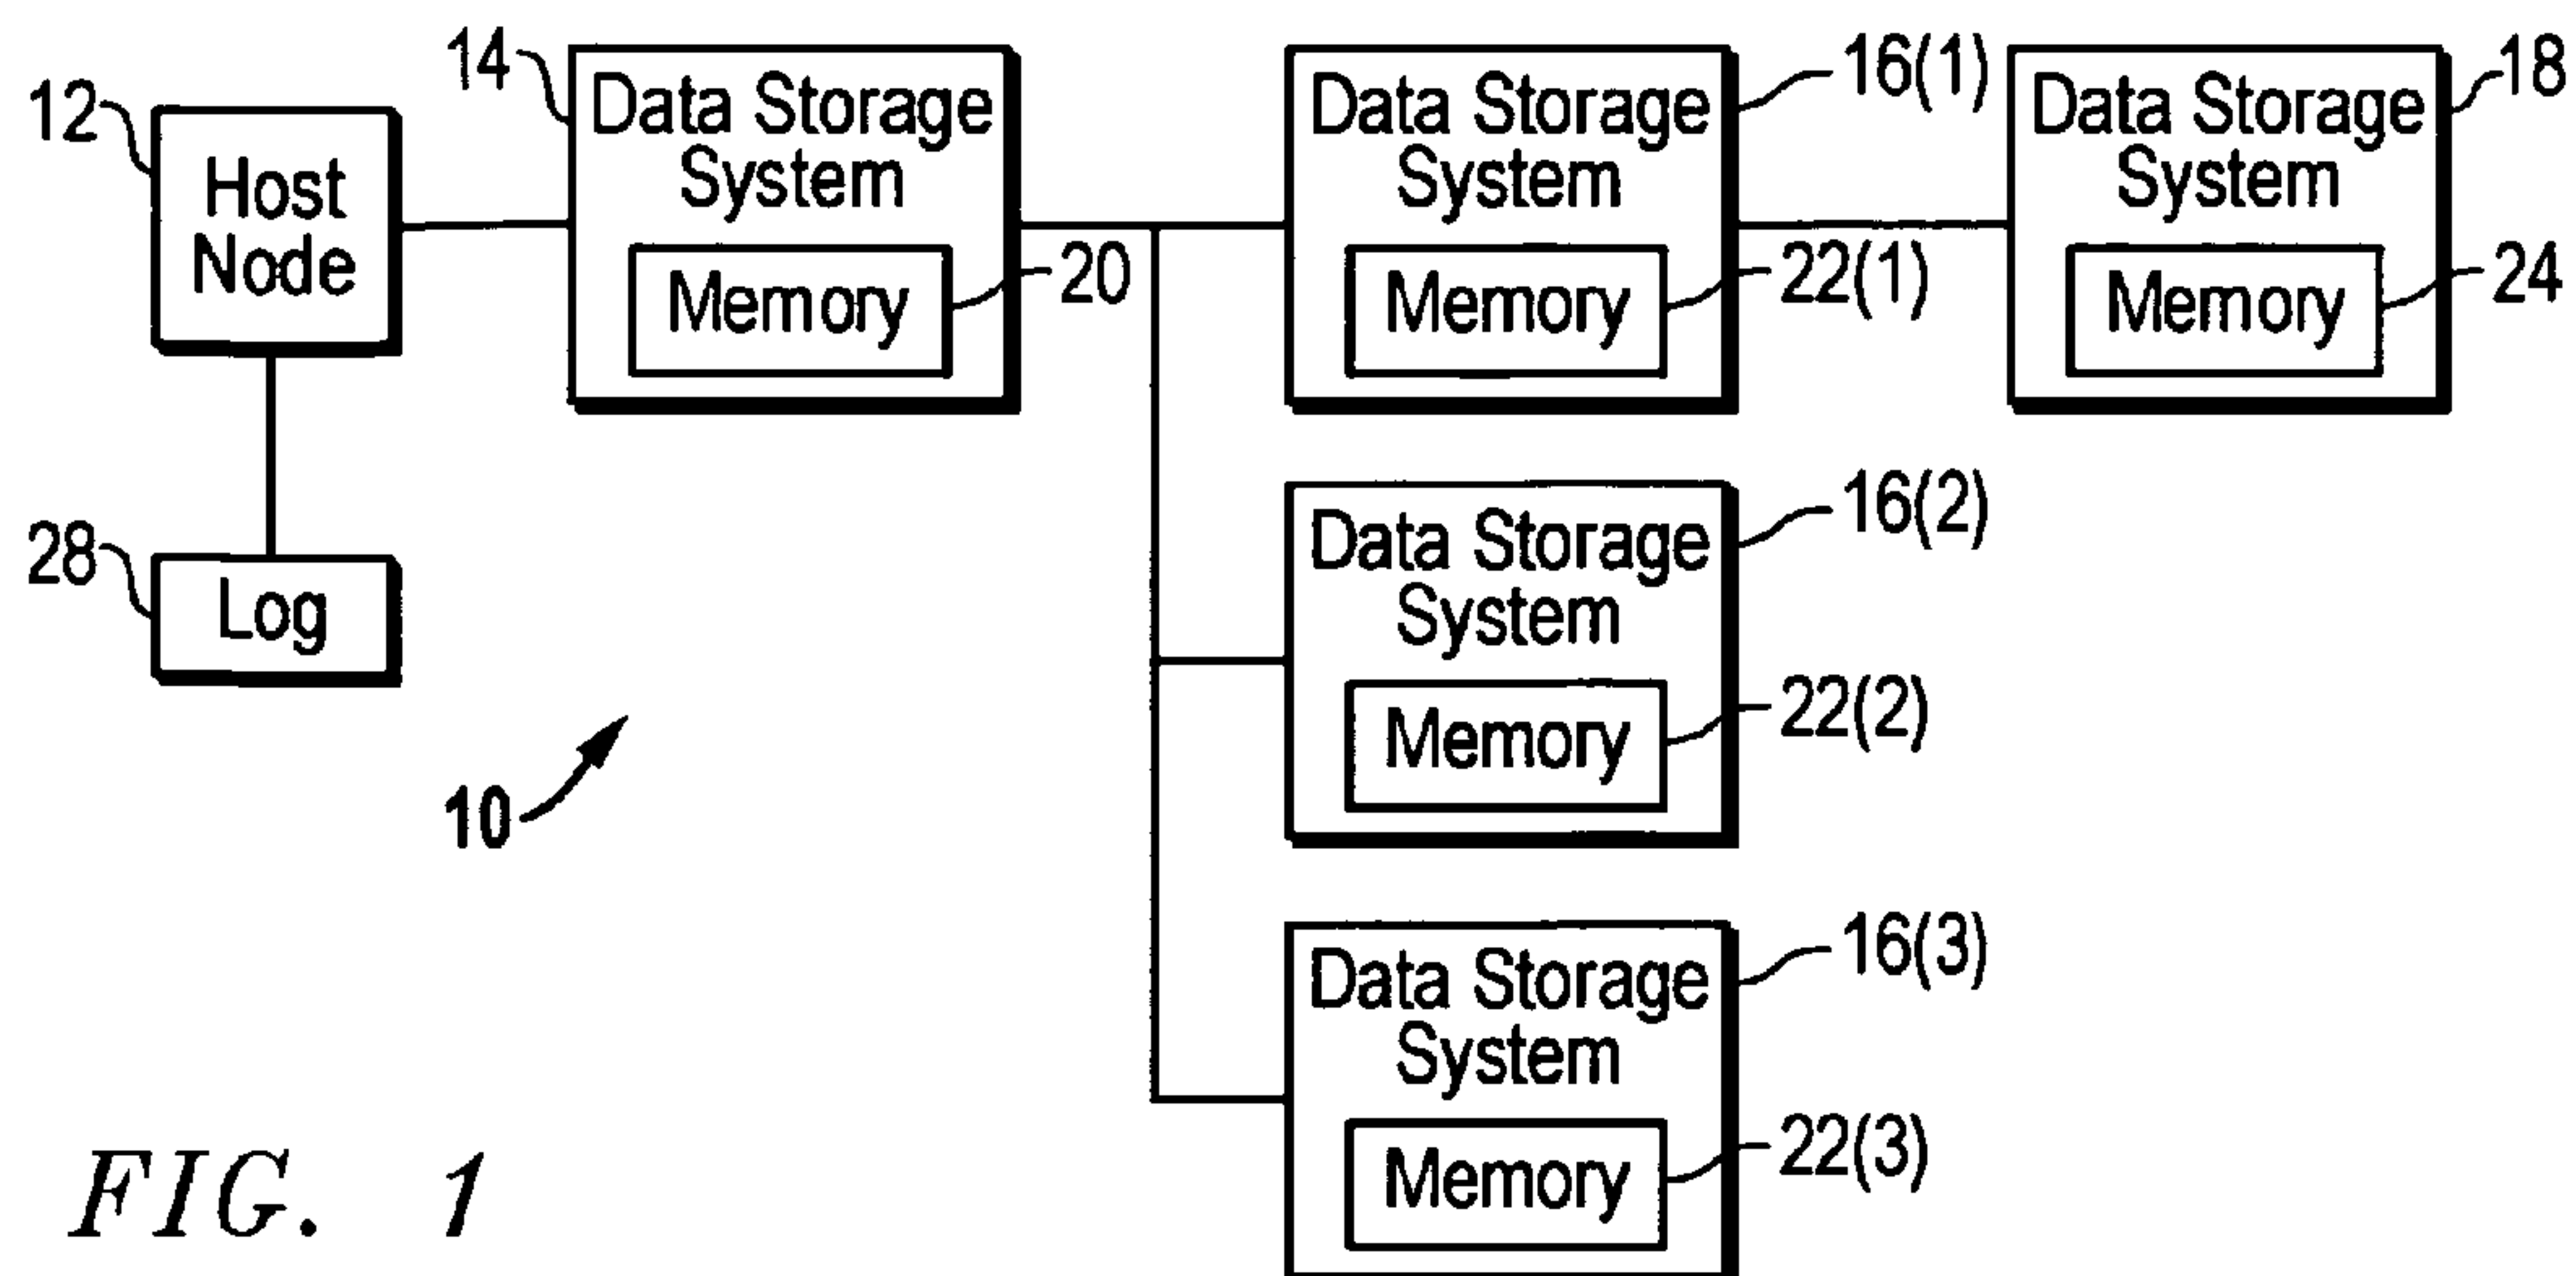 12
Host
Node
28
Log
14
Data Storage
System
Memory
20
16(1)
Data Storage
System
Memory
22(1)
18
Data Storage
System
Memory
24
16(2)
Data Storage
System
Memory
22(2)
16(3)
Data Storage
System
Memory
22(3)
10
FIG. 1